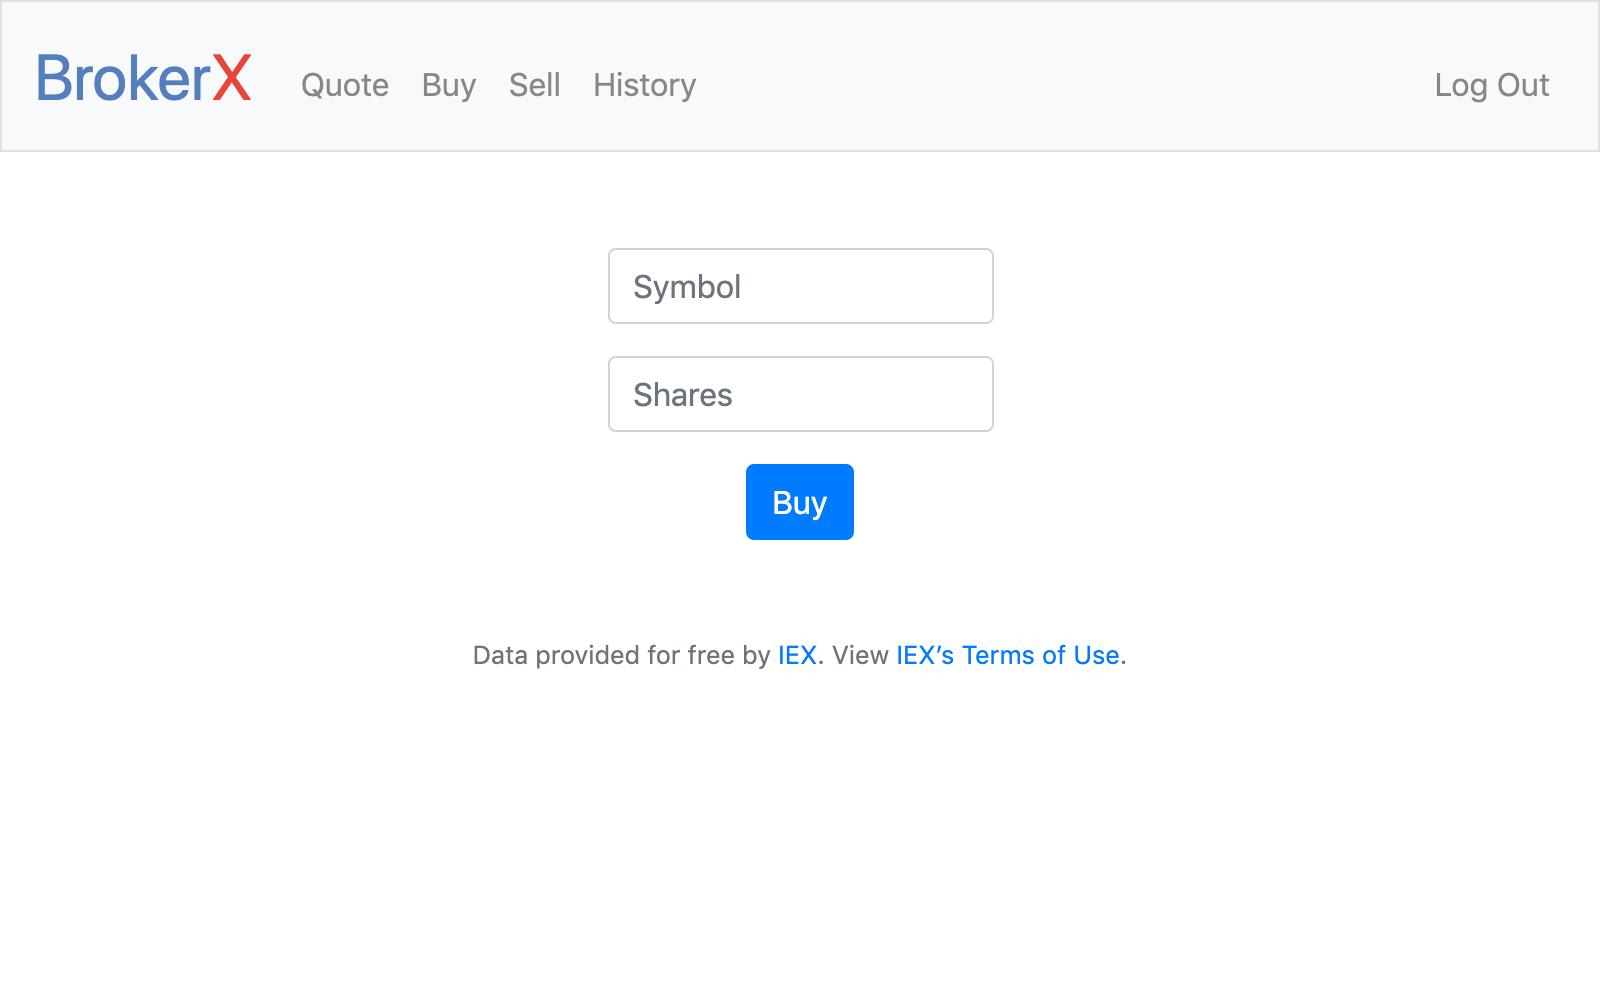 BrokerX Quote Buy Sell History Log Out
Symbol
Shares
Buy
Data provided for free by IEX. View IEX’s Terms of Use.